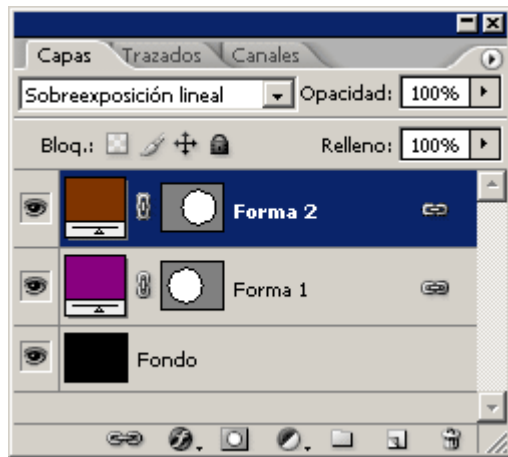 Capas Trazados Canales
Sobreexposición lineal Opacidad: 100%
Bloq.: Relleno: 100%
Forma 2
Forma 1
Fondo